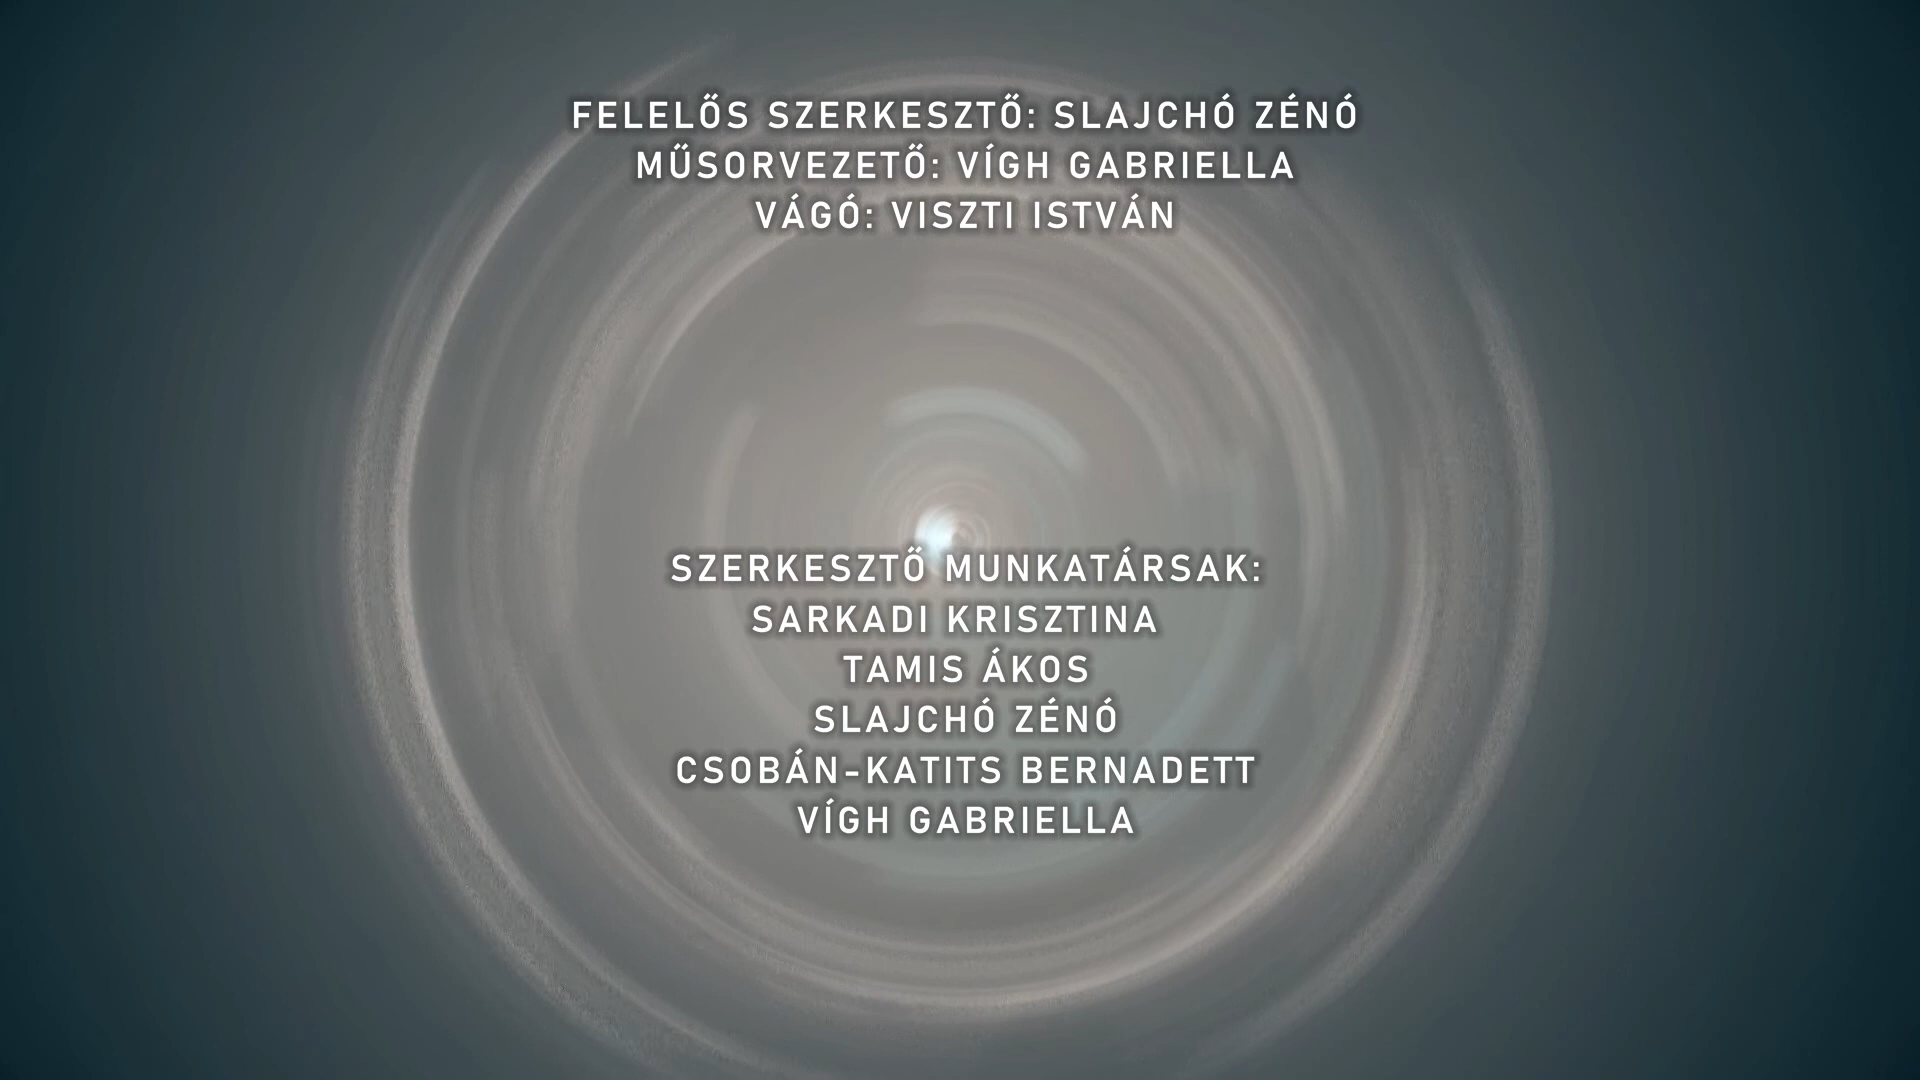 FELELŐS SZERKESZTŐ: SLAJCHÓ ZÉNÓ
MŰSORVEZETŐ: VÍGH GABRIELLA
VÁGÓ: VISZTI ISTVÁN
SZERKESZTŐ MUNKATÁRSAK:
SARKADI KRISZTINA
TAMIS ÁKOS
SLAJCHÓ ZÉNÓ
CSOBÁN-KATITS BERNADETT
VÍGH GABRIELLA